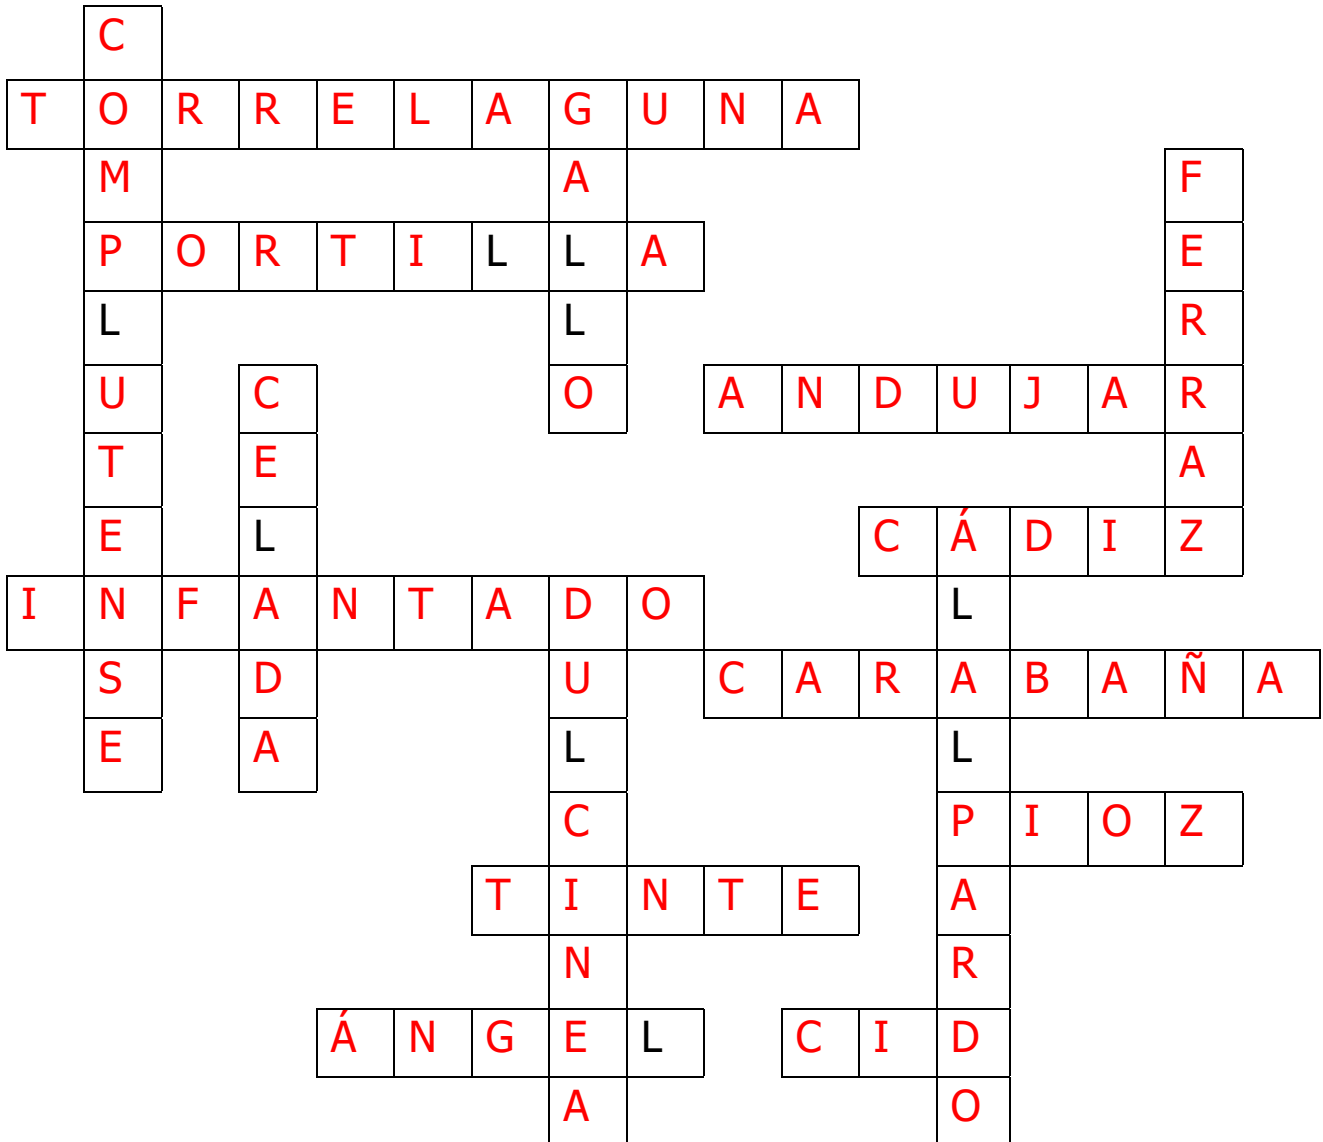 C
TORRELAGUNA
M A F
PORTILLA E
L L R
U C O ANDUJAR
T E A
E L CÁDIZ
INFANTADO L
S D U CARABAÑA
E A L L
C PIOZ
TINTE A
N R
ÁNGEL CID
A O